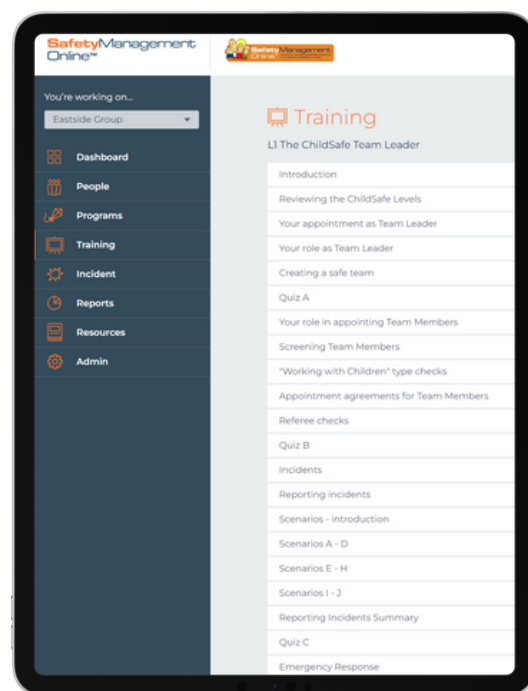 SafetyManagement
Online™
Safety Management
Online
You're working on...
Eastside Group
Dashboard
People
Programs
Training
Incident
Reports
Resources
Admin
Training
L1 The ChildSafe Team Leader
Introduction
Reviewing the ChildSafe Levels
Your appointment as Team Leader
Your role as Team Leader
Creating a safe team
Quiz A
Your role in appointing Team Members
Screening Team Members
"Working with Children" type checks
Appointment agreements for Team Members
Referee checks
Quiz B
Incidents
Reporting incidents
Scenarios - introduction
Scenarios A - D
Scenarios E - H
Scenarios I - J
Reporting Incidents Summary
Quiz C
Emergency Response